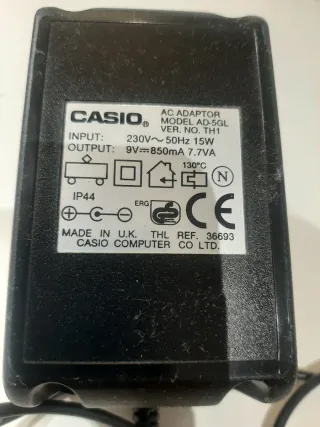 CASIO
AC ADAPTOR
MODEL AD-5GL
VER. NO. TH1
INPUT: 230V～50Hz 15W
OUTPUT: 9V⎓850mA 7.7VA
130°C
N
IP44
ERG
GS
CE
MADE IN U.K. THL REF. 36693
CASIO COMPUTER CO LTD.